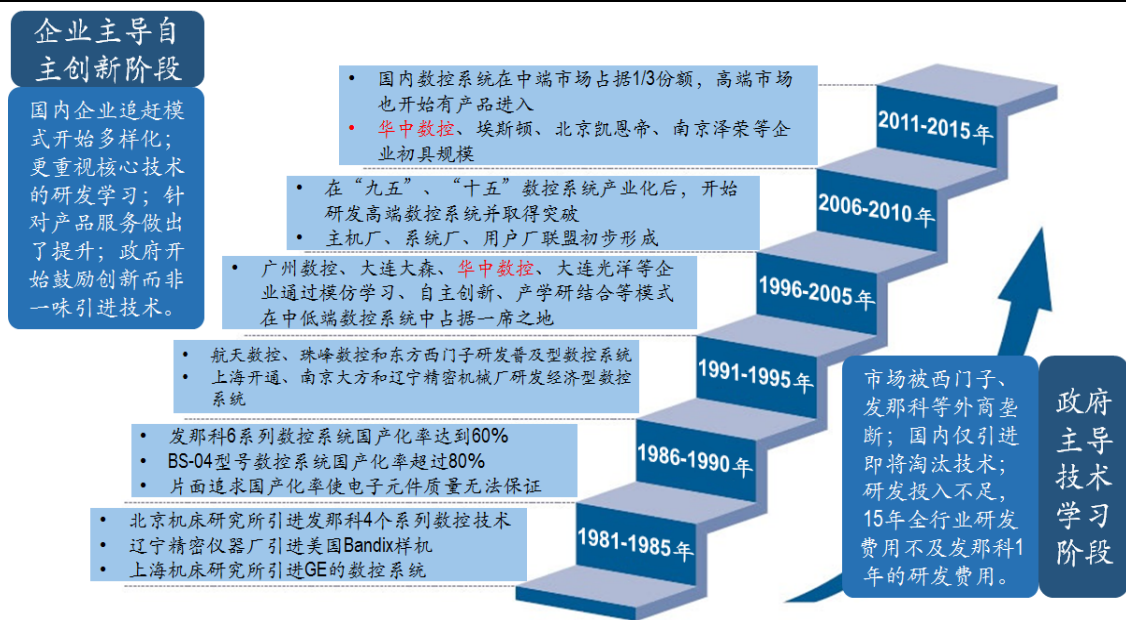 企业主导自
主创新阶段
国内企业追赶模
式开始多样化；
更重视核心技术
的研发学习；针
对产品服务做出
了提升；政府开
始鼓励创新而非
一味引进技术。
• 国内数控系统在中端市场占据1/3份额，高端市场
也开始有产品进入
• 华中数控、埃斯顿、北京凯恩帝、南京泽荣等企
业初具规模
2011-2015年
• 在“九五”、“十五”数控系统产业化后，开始
研发高端数控系统并取得突破
• 主机厂、系统厂、用户厂联盟初步形成
2006-2010年
• 广州数控、大连大森、华中数控、大连光洋等企
业通过模仿学习、自主创新、产学研结合等模式
在中低端数控系统中占据一席之地
1996-2005年
• 航天数控、珠峰数控和东方西门子研发普及型数控系统
• 上海开通、南京大方和辽宁精密机械厂研发经济型数控
系统
1991-1995年
• 发那科6系列数控系统国产化率达到60%
• BS-04型号数控系统国产化率超过80%
• 片面追求国产化率使电子元件质量无法保证
1986-1990年
• 北京机床研究所引进发那科4个系列数控技术
• 辽宁精密仪器厂引进美国Bandix样机
• 上海机床研究所引进GE的数控系统
1981-1985年
市场被西门子、
发那科等外商垄
断；国内仅引进
即将淘汰技术；
研发投入不足，
15年全行业研发
费用不及发那科1
年的研发费用。
政府
主导
技术
学习
阶段